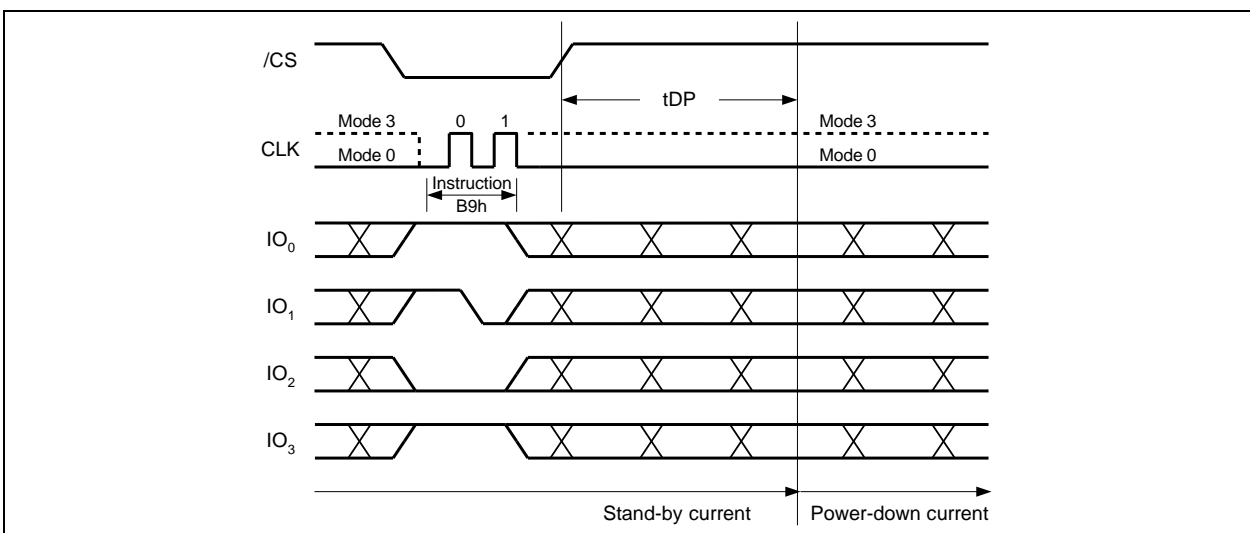 /CS
tDP
Mode 3 0 1 Mode 3
CLK
Mode 0 Mode 0
Instruction
B9h
IO0
IO1
IO2
IO3
Stand-by current Power-down current